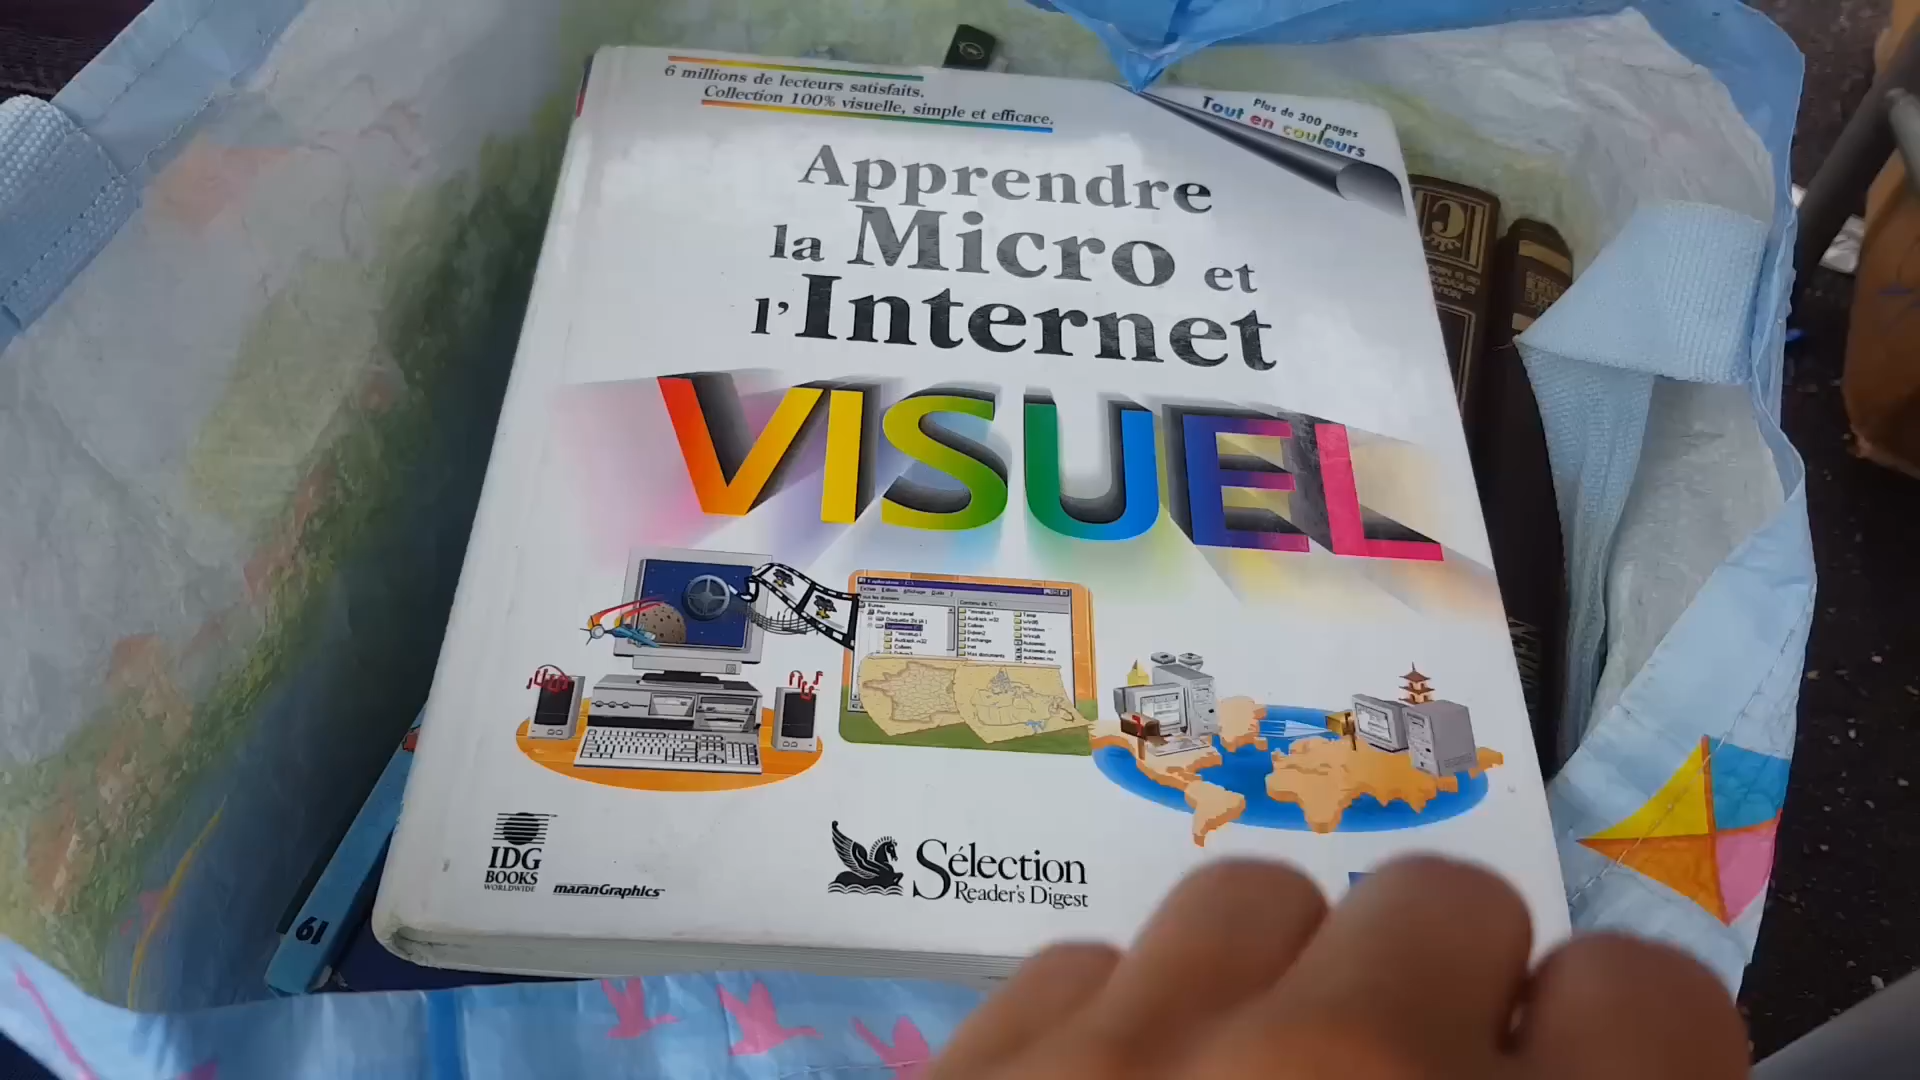 6 millions de lecteurs satisfaits.
Collection 100% visuelle, simple et efficace.
Plus de 300 pages
Tout en couleurs
Apprendre
la Micro et
l'Internet
VISUEL
IDG
BOOKS
WORLDWIDE
maranGraphics
Sélection
Reader's Digest
19